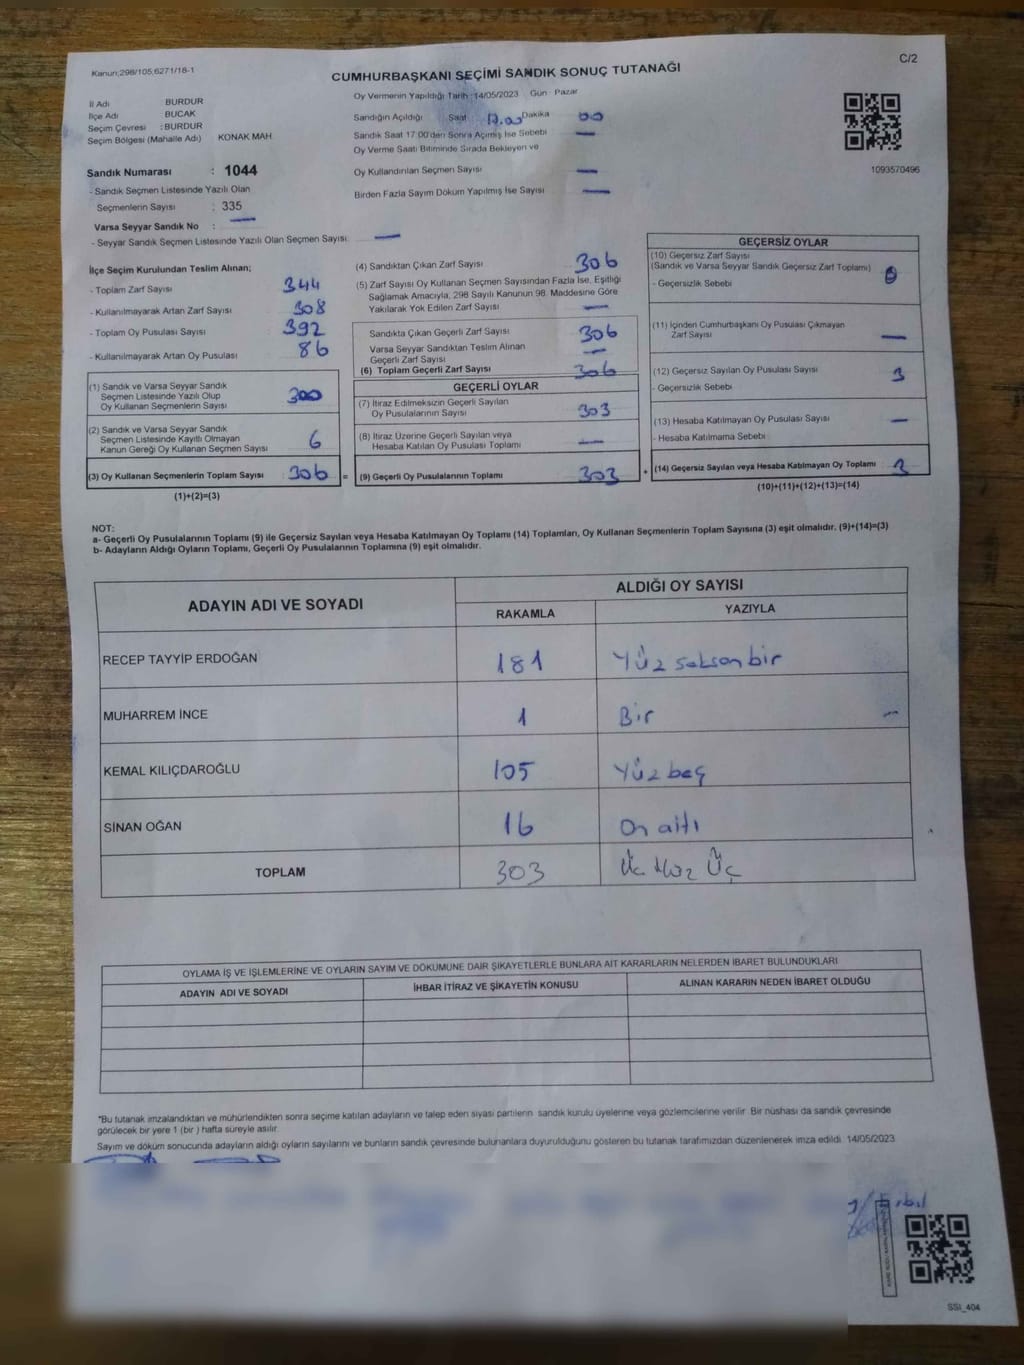 Kanun;298/105;6271/18-1
C/2
CUMHURBAŞKANI SEÇİMİ SANDIK SONUÇ TUTANAĞI
İl Adı BURDUR
İlçe Adı BUCAK
Seçim Çevresi : BURDUR
Seçim Bölgesi (Mahalle Adı) KONAK MAH.
Sandık Numarası : 1044
- Sandık Seçmen Listesinde Yazılı Olan
Seçmenlerin Sayısı : 335
Varsa Seyyar Sandık No : —
- Seyyar Sandık Seçmen Listesinde Yazılı Olan Seçmen Sayısı: —
Oy Vermenin Yapıldığı Tarih :14/05/2023 Gün : Pazar
Sandığın Açıldığı Saat 17.00 Dakika 00
Sandık Saat 17:00'den Sonra Açılmış İse Sebebi —
Oy Verme Saati Bitiminde Sırada Bekleyen ve
Oy Kullandırılan Seçmen Sayısı —
Birden Fazla Sayım Döküm Yapılmış İse Sayısı —
1093570496
İlçe Seçim Kurulundan Teslim Alınan;
- Toplam Zarf Sayısı : 344
- Kullanılmayarak Artan Zarf Sayısı : 308
- Toplam Oy Pusulası Sayısı : 392
- Kullanılmayarak Artan Oy Pusulası : 86
(1) Sandık ve Varsa Seyyar Sandık
Seçmen Listesinde Yazılı Olup
Oy Kullanan Seçmenlerin Sayısı : 300
(2) Sandık ve Varsa Seyyar Sandık
Seçmen Listesinde Kayıtlı Olmayan
Kanun Gereği Oy Kullanan Seçmen Sayısı : 6
(3) Oy Kullanan Seçmenlerin Toplam Sayısı : 306 =
(1)+(2)=(3)
(4) Sandıktan Çıkan Zarf Sayısı : 306
(5) Zarf Sayısı Oy Kullanan Seçmen Sayısından Fazla İse, Eşitliği
Sağlamak Amacıyla, 298 Sayılı Kanunun 98. Maddesine Göre
Yakılarak Yok Edilen Zarf Sayısı : —
Sandıkta Çıkan Geçerli Zarf Sayısı : 306
Varsa Seyyar Sandıktan Teslim Alınan
Geçerli Zarf Sayısı : —
(6) Toplam Geçerli Zarf Sayısı : 306
GEÇERLİ OYLAR
(7) İtiraz Edilmeksizin Geçerli Sayılan
Oy Pusulalarının Sayısı : 303
(8) İtiraz Üzerine Geçerli Sayılan veya
Hesaba Katılan Oy Pusulası Toplamı : —
(9) Geçerli Oy Pusulalarının Toplamı : 303 +
GEÇERSİZ OYLAR
(10) Geçersiz Zarf Sayısı
(Sandık ve Varsa Seyyar Sandık Geçersiz Zarf Toplamı) : 0
- Geçersizlik Sebebi
(11) İçinden Cumhurbaşkanı Oy Pusulası Çıkmayan
Zarf Sayısı : —
(12) Geçersiz Sayılan Oy Pusulası Sayısı : 3
- Geçersizlik Sebebi
(13) Hesaba Katılmayan Oy Pusulası Sayısı : —
- Hesaba Katılmama Sebebi
(14) Geçersiz Sayılan veya Hesaba Katılmayan Oy Toplamı : 3
(10)+(11)+(12)+(13)=(14)
NOT:
a- Geçerli Oy Pusulalarının Toplamı (9) ile Geçersiz Sayılan veya Hesaba Katılmayan Oy Toplamı (14) Toplamları, Oy Kullanan Seçmenlerin Toplam Sayısına (3) eşit olmalıdır. (9)+(14)=(3)
b- Adayların Aldığı Oyların Toplamı, Geçerli Oy Pusulalarının Toplamına (9) eşit olmalıdır.
ADAYIN ADI VE SOYADI ALDIĞI OY SAYISI
RAKAMLA YAZIYLA
RECEP TAYYİP ERDOĞAN 181 Yüz seksen bir
MUHARREM İNCE 1 Bir —
KEMAL KILIÇDAROĞLU 105 Yüz beş
SİNAN OĞAN 16 On altı
TOPLAM 303 Üç Yüz Üç
OYLAMA İŞ VE İŞLEMLERİNE VE OYLARIN SAYIM VE DÖKÜMÜNE DAİR ŞİKAYETLERLE BUNLARA AİT KARARLARIN NELERDEN İBARET BULUNDUKLARI
ADAYIN ADI VE SOYADI İHBAR İTİRAZ VE ŞİKAYETİN KONUSU ALINAN KARARIN NEDEN İBARET OLDUĞU
*Bu tutanak imzalandıktan ve mühürlendikten sonra seçime katılan adayların ve talep eden siyasi partilerin sandık kurulu üyelerine veya gözlemcilerine verilir. Bir nüshası da sandık çevresinde
görülecek bir yere 1 (bir ) hafta süreyle asılır.
Sayım ve döküm sonucunda adayların aldığı oyların sayılarını ve bunların sandık çevresinde bulunanlara duyurulduğunu gösteren bu tutanak tarafımızdan düzenlenerek imza edildi. 14/05/2023
SSI_404